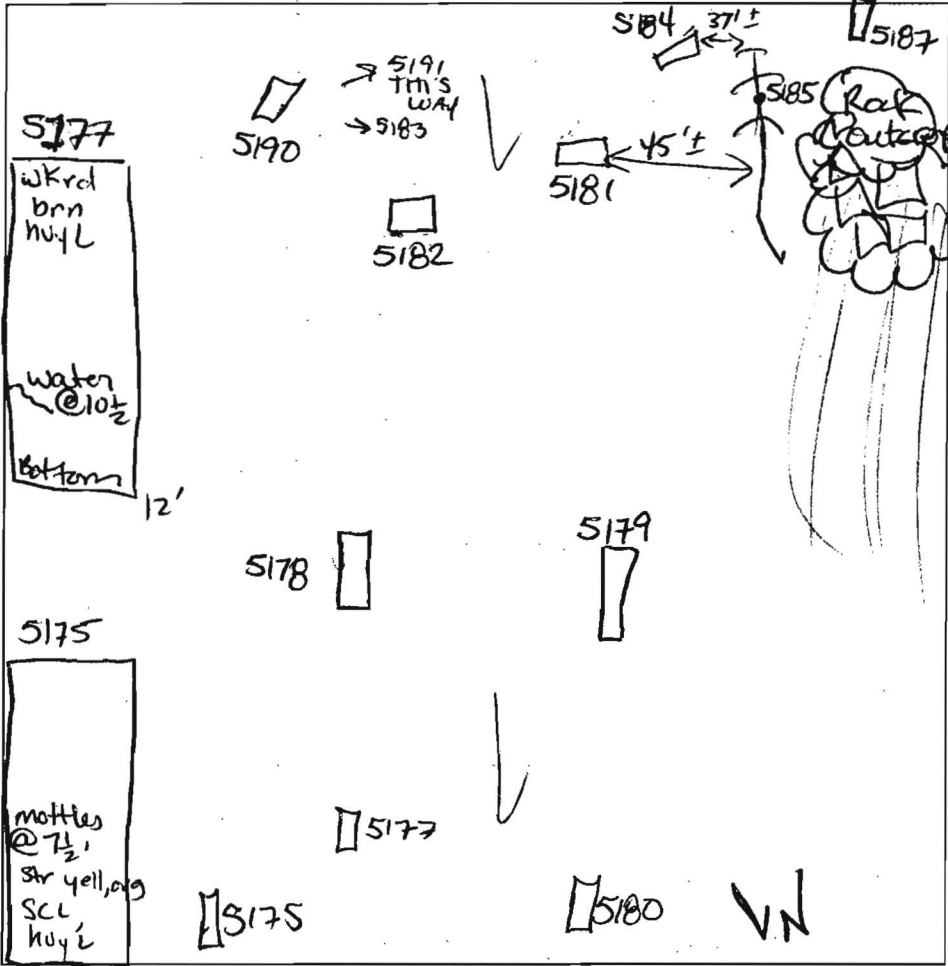 5184
37'±
5187
5191
THIS
WAY
→ 5183
5190
5185
Rock
outcrop
5177
wkrd
brn
hvyL
45'±
5181
5182
water
@10½
Bottom
12'
5178
5179
5175
mottles
@ 7½'
str yell, org
SCL
hvy L
5177
5175
5180
N